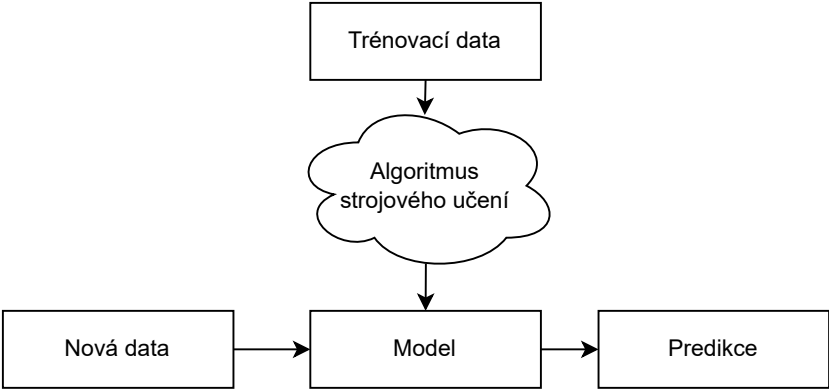 Trénovací data
Algoritmus
strojového učení
Nová data
Model
Predikce